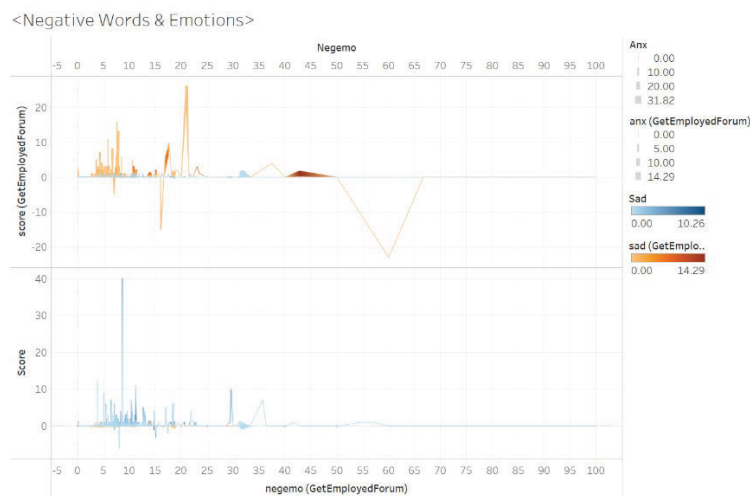 <Negative Words & Emotions>
Negemo
-5 0 5 10 15 20 25 30 35 40 45 50 55 60 65 70 75 80 85 90 95 100
score (GetEmployedForum)
20
10
0
-10
-20
Score
40
30
20
10
0
-5 0 5 10 15 20 25 30 35 40 45 50 55 60 65 70 75 80 85 90 95 100
negemo (GetEmployedForum)
Anx
0.00
10.00
20.00
31.82
anx (GetEmployedForum)
0.00
5.00
10.00
14.29
Sad
0.00 10.26
sad (GetEmplo..
0.00 14.29